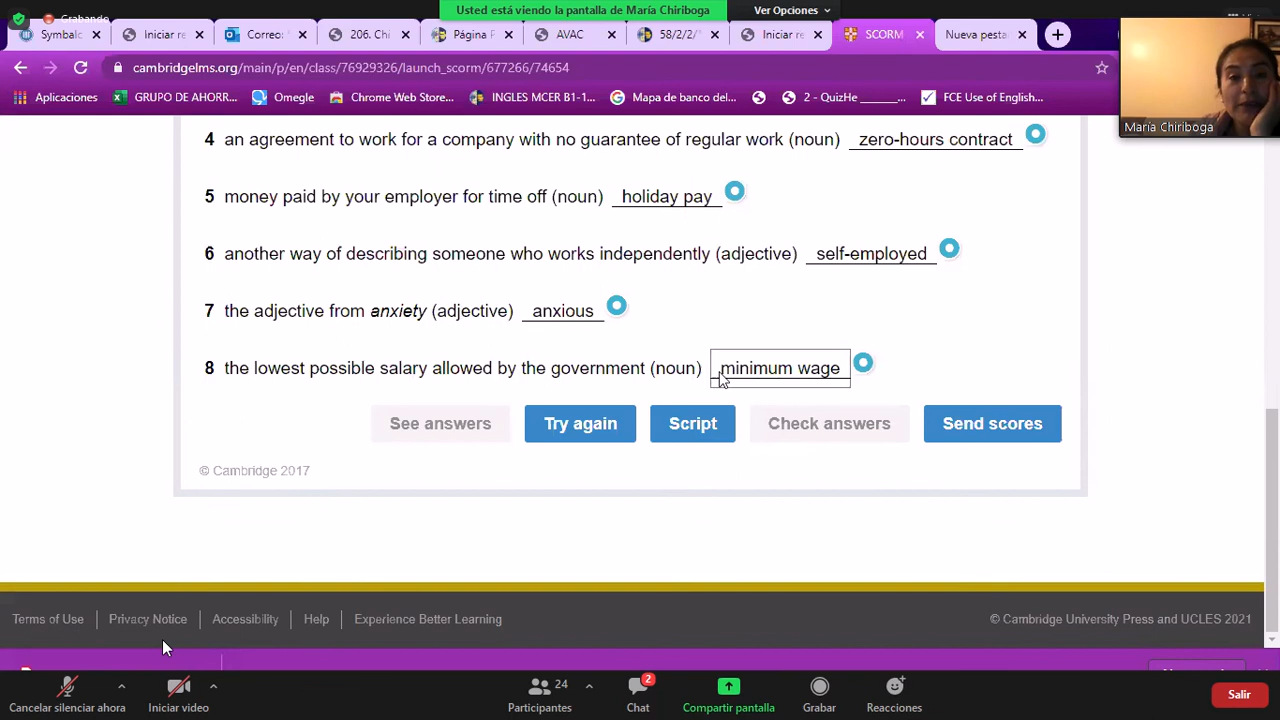 Grabando
Usted está viendo la pantalla de María Chiriboga
Ver Opciones
Symbalc
Iniciar re
Correo:
206. Chi
Página P
AVAC
58/2/2/
Iniciar re
SCORM
Nueva pesta
cambridgelms.org/main/p/en/class/76929326/launch_scorm/677266/74654
Aplicaciones
GRUPO DE AHORR...
Omegle
Chrome Web Store...
INGLES MCER B1-1...
Mapa de banco del...
2 - QuizHe ______...
FCE Use of English...
María Chiriboga
4 an agreement to work for a company with no guarantee of regular work (noun) zero-hours contract
5 money paid by your employer for time off (noun) holiday pay
6 another way of describing someone who works independently (adjective) self-employed
7 the adjective from anxiety (adjective) anxious
8 the lowest possible salary allowed by the government (noun) minimum wage
See answers
Try again
Script
Check answers
Send scores
© Cambridge 2017
Terms of Use
Privacy Notice
Accessibility
Help
Experience Better Learning
© Cambridge University Press and UCLES 2021
24
2
Cancelar silenciar ahora
Iniciar video
Participantes
Chat
Compartir pantalla
Grabar
Reacciones
Salir